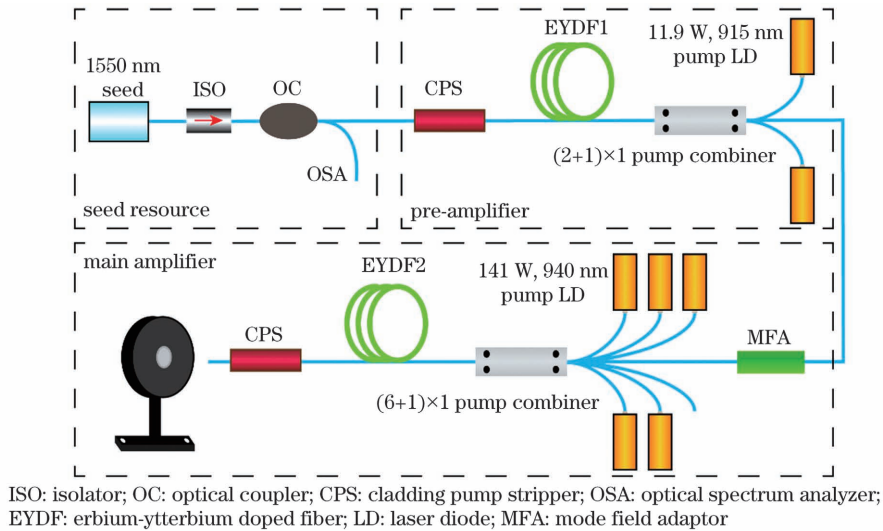 1550 nm
seed
ISO
OC
OSA
seed resource
CPS
EYDF1
11.9 W, 915 nm
pump LD
(2+1)×1 pump combiner
pre-amplifier
main amplifier
CPS
EYDF2
141 W, 940 nm
pump LD
(6+1)×1 pump combiner
MFA
ISO: isolator; OC: optical coupler; CPS: cladding pump stripper; OSA: optical spectrum analyzer;
EYDF: erbium-ytterbium doped fiber; LD: laser diode; MFA: mode field adaptor